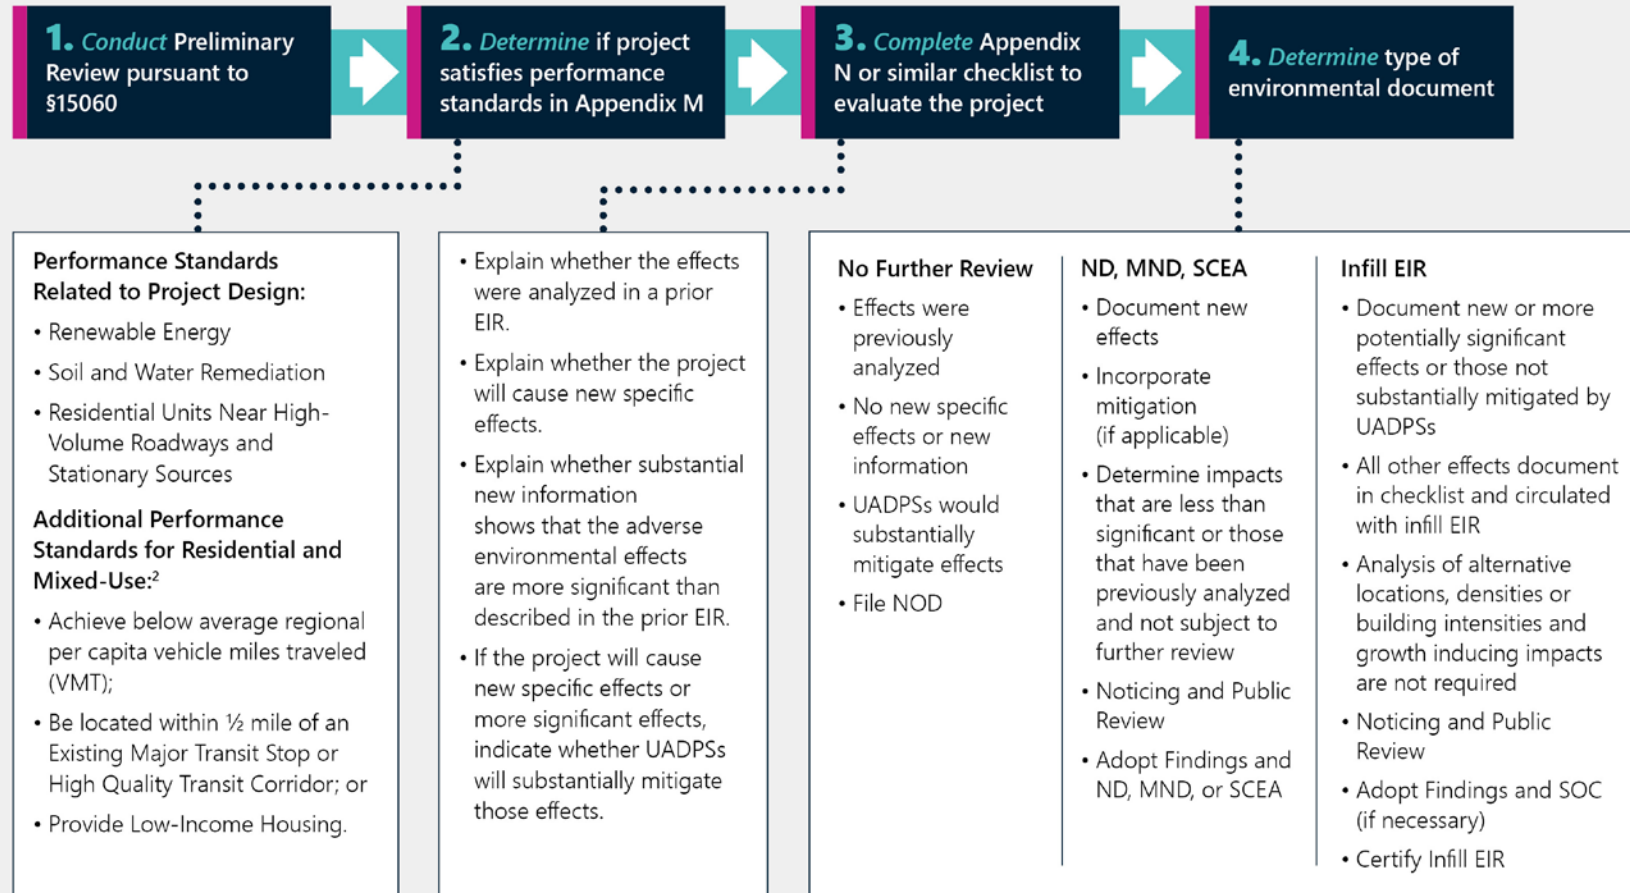 1. Conduct Preliminary
Review pursuant to
§15060
2. Determine if project
satisfies performance
standards in Appendix M
3. Complete Appendix
N or similar checklist to
evaluate the project
4. Determine type of
environmental document
Performance Standards
Related to Project Design:
• Renewable Energy
• Soil and Water Remediation
• Residential Units Near High-
Volume Roadways and
Stationary Sources
Additional Performance
Standards for Residential and
Mixed-Use:²
• Achieve below average regional
per capita vehicle miles traveled
(VMT);
• Be located within ½ mile of an
Existing Major Transit Stop or
High Quality Transit Corridor; or
• Provide Low-Income Housing.
• Explain whether the effects
were analyzed in a prior
EIR.
• Explain whether the project
will cause new specific
effects.
• Explain whether substantial
new information
shows that the adverse
environmental effects
are more significant than
described in the prior EIR.
• If the project will cause
new specific effects or
more significant effects,
indicate whether UADPSs
will substantially mitigate
those effects.
No Further Review
• Effects were
previously
analyzed
• No new specific
effects or new
information
• UADPSs would
substantially
mitigate effects
• File NOD
ND, MND, SCEA
• Document new
effects
• Incorporate
mitigation
(if applicable)
• Determine impacts
that are less than
significant or those
that have been
previously analyzed
and not subject to
further review
• Noticing and Public
Review
• Adopt Findings and
ND, MND, or SCEA
Infill EIR
• Document new or more
potentially significant
effects or those not
substantially mitigated by
UADPSs
• All other effects document
in checklist and circulated
with infill EIR
• Analysis of alternative
locations, densities or
building intensities and
growth inducing impacts
are not required
• Noticing and Public
Review
• Adopt Findings and SOC
(if necessary)
• Certify Infill EIR